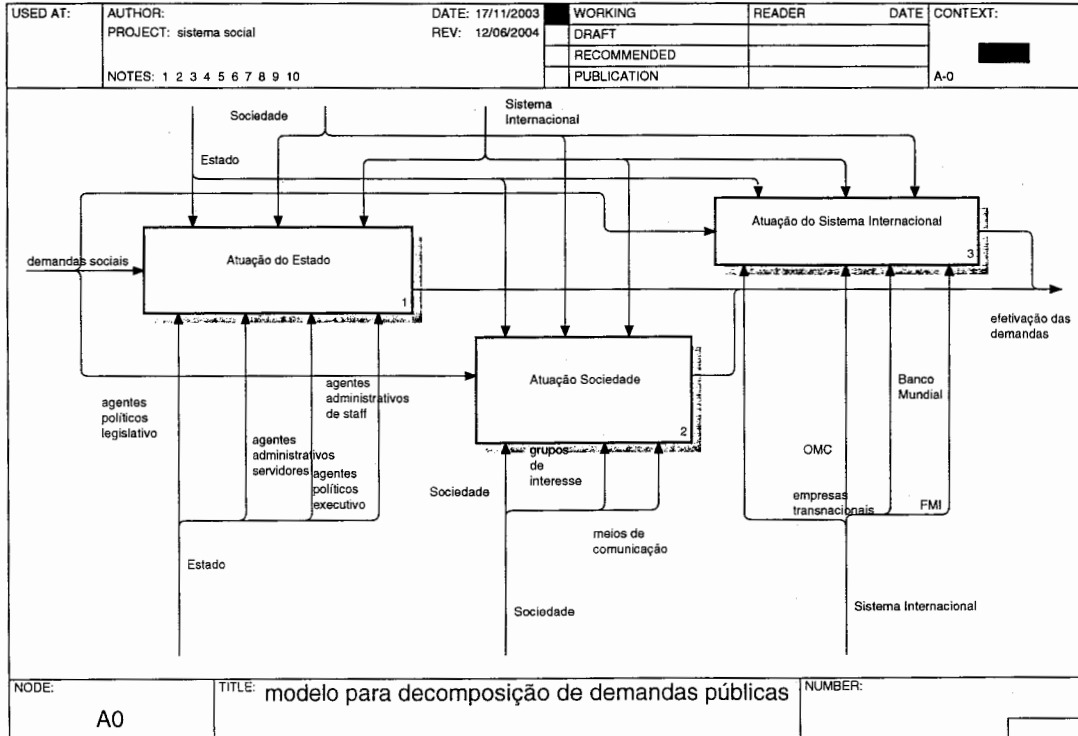 USED AT:
AUTHOR:
DATE: 17/11/2003
PROJECT: sistema social
REV: 12/06/2004
NOTES: 1 2 3 4 5 6 7 8 9 10
WORKING
DRAFT
RECOMMENDED
PUBLICATION
READER
DATE
CONTEXT:
A-0
Sociedade
Sistema
Internacional
Estado
demandas sociais
Atuação do Estado
1
Atuação do Sistema Internacional
3
efetivação das
demandas
Atuação Sociedade
2
agentes
políticos
legislativo
agentes
administrativos
servidores
agentes
políticos
executivo
agentes
administrativos
de staff
Estado
Sociedade
grupos
de
interesse
meios de
comunicação
Sociedade
OMC
empresas
transnacionais
Banco
Mundial
FMI
Sistema Internacional
NODE:
A0
TITLE: modelo para decomposição de demandas públicas
NUMBER: